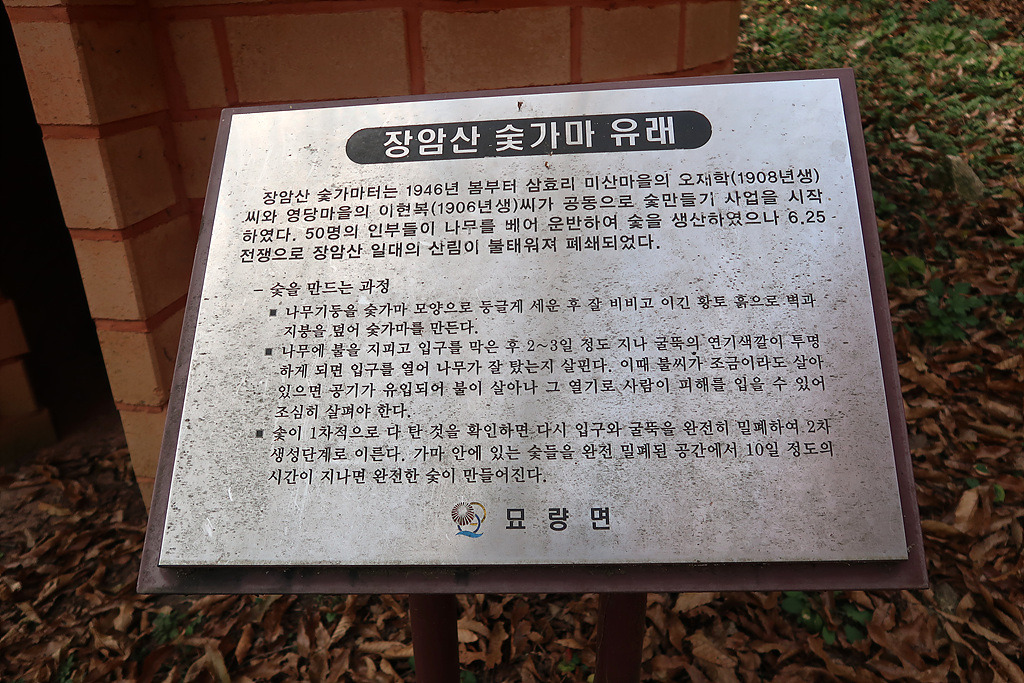 장암산 숯가마 유래
장암산 숯가마터는 1946년 봄부터 삼효리 미산마을의 오재학(1908년생)
씨와 영당마을의 이현복(1906년생)씨가 공동으로 숯만들기 사업을 시작
하였다. 50명의 인부들이 나무를 베어 운반하여 숯을 생산하였으나 6.25
전쟁으로 장암산 일대의 산림이 불태워져 폐쇄되었다.
- 숯을 만드는 과정
■ 나무기둥을 숯가마 모양으로 둥글게 세운 후 잘 비비고 이긴 황토 흙으로 벽과
지붕을 덮어 숯가마를 만든다.
■ 나무에 불을 지피고 입구를 막은 후 2~3일 정도 지나 굴뚝의 연기색깔이 투명
하게 되면 입구를 열어 나무가 잘 탔는지 살핀다. 이때 불씨가 조금이라도 살아
있으면 공기가 유입되어 불이 살아나 그 열기로 사람이 피해를 입을 수 있어
조심히 살펴야 한다.
■ 숯이 1차적으로 다 탄 것을 확인하면 다시 입구와 굴뚝을 완전히 밀폐하여 2차
생성단계로 이른다. 가마 안에 있는 숯들을 완전 밀폐된 공간에서 10일 정도의
시간이 지나면 완전한 숯이 만들어진다.
묘량면